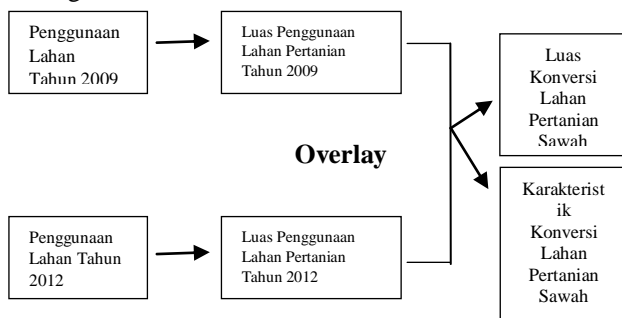 Penggunaan
Lahan
Tahun 2009
Luas Penggunaan
Lahan Pertanian
Tahun 2009
Luas
Konversi
Lahan
Pertanian
Sawah
Overlay
Karakterist
ik
Konversi
Lahan
Pertanian
Sawah
Penggunaan
Lahan Tahun
2012
Luas Penggunaan
Lahan Pertanian
Tahun 2012